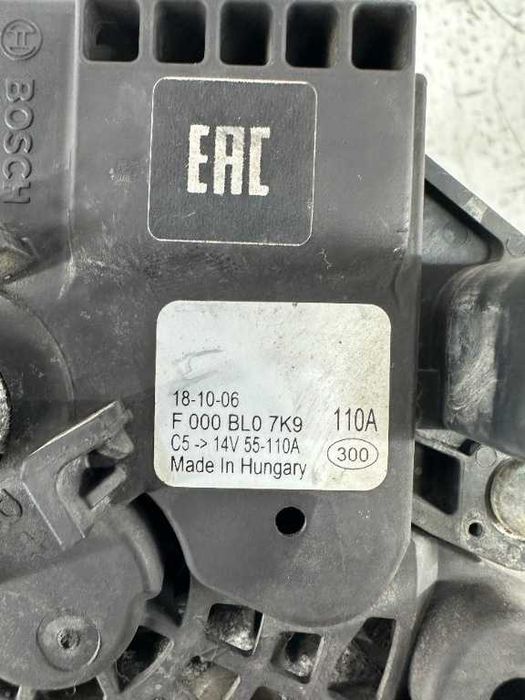 BOSCH
EAC
18-10-06
F 000 BL0 7K9 110A
C5 -> 14V 55-110A
300
Made In Hungary